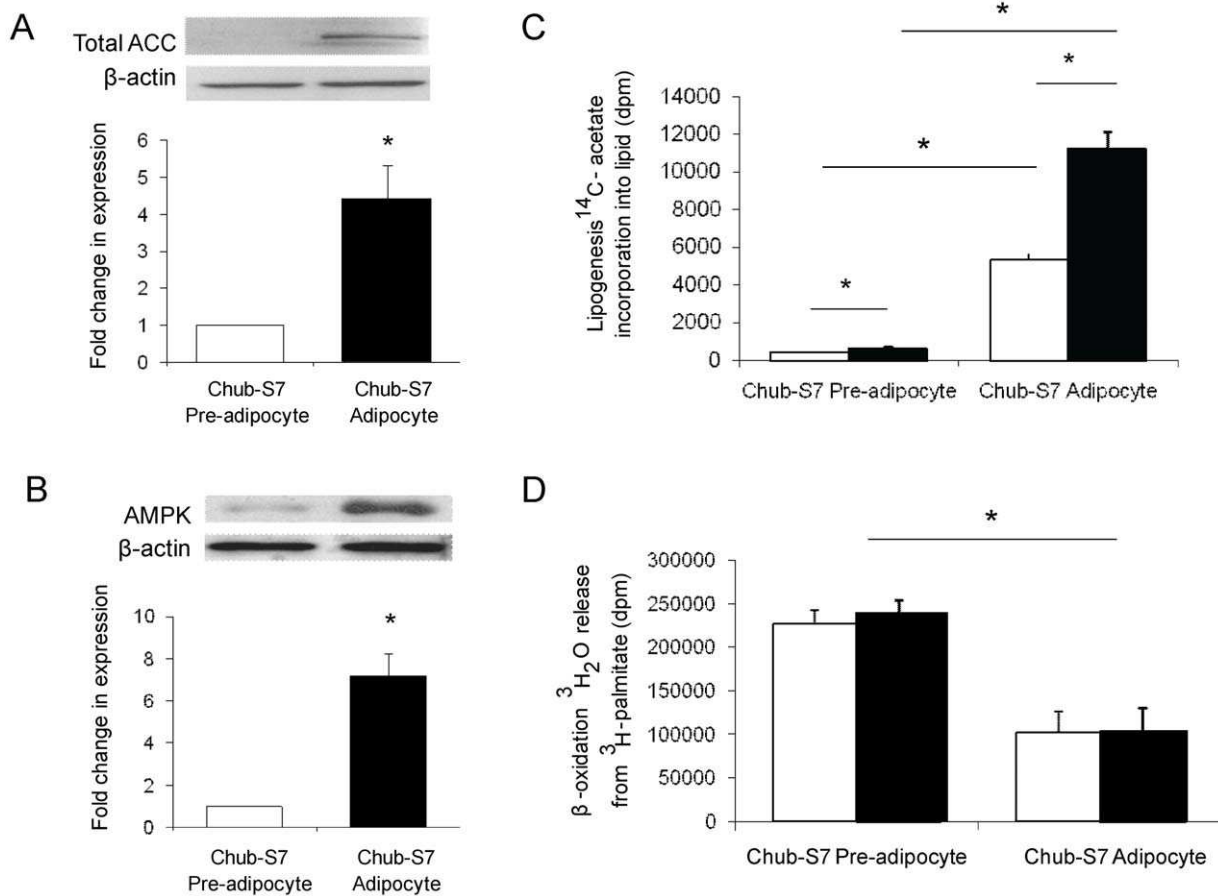 A
Total ACC
β-actin
*
Fold change in expression
6
5
4
3
2
1
0
Chub-S7
Pre-adipocyte
Chub-S7
Adipocyte
B
AMPK
β-actin
*
Fold change in expression
10
8
6
4
2
0
Chub-S7
Pre-adipocyte
Chub-S7
Adipocyte
C
*
*
*
*
Lipogenesis ¹⁴C- acetate
incorporation into lipid (dpm)
14000
12000
10000
8000
6000
4000
2000
0
Chub-S7 Pre-adipocyte
Chub-S7 Adipocyte
D
*
β-oxidation ³H₂O release
from ³H-palmitate (dpm)
300000
250000
200000
150000
100000
50000
0
Chub-S7 Pre-adipocyte
Chub-S7 Adipocyte